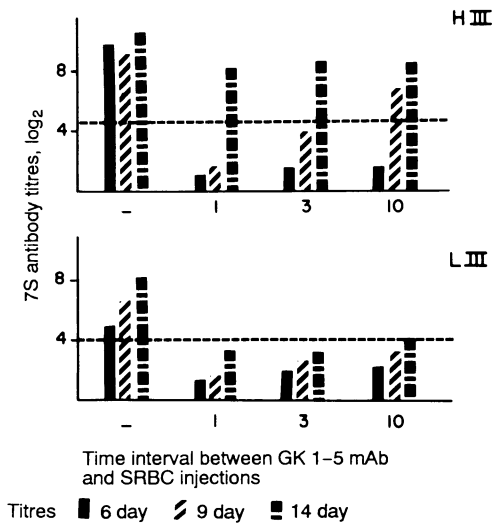 H III
7S antibody titres, log2
8
4
– 1 3 10
L III
8
4
– 1 3 10
Time interval between GK 1–5 mAb
and SRBC injections
Titres 6 day 9 day 14 day